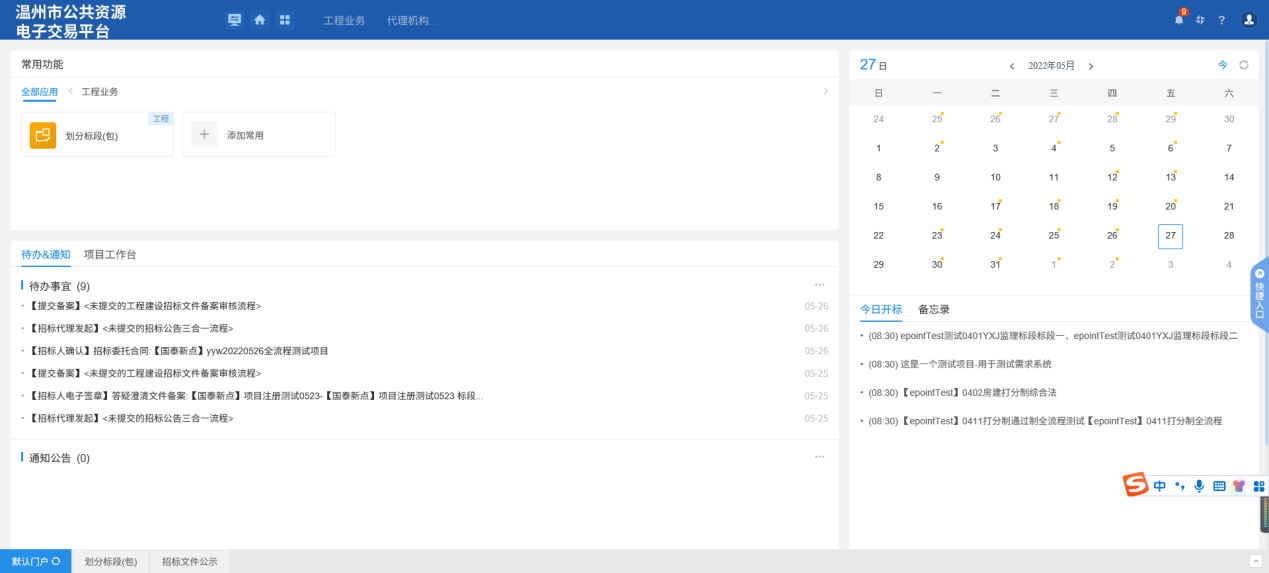 温州市公共资源
电子交易平台
工程业务 代理机构...
9
常用功能
全部应用 工程业务
工程
划分标段(包)
添加常用
待办&通知 项目工作台
待办事宜 (9)
【提交备案】<未提交的工程建设招标文件备案审核流程> 05-26
【招标代理发起】<未提交的招标公告三合一流程> 05-26
【招标人确认】招标委托合同:【国泰新点】yyw20220526全流程测试项目 05-26
【提交备案】<未提交的工程建设招标文件备案审核流程> 05-25
【招标人电子签章】答疑澄清文件备案:【国泰新点】项目注册测试0523-【国泰新点】项目注册测试0523 标段... 05-25
【招标代理发起】<未提交的招标公告三合一流程> 05-25
通知公告 (0)
27日 2022年05月 今
日 一 二 三 四 五 六
24 25 26 27 28 29 30
1 2 3 4 5 6 7
8 9 10 11 12 13 14
15 16 17 18 19 20 21
22 23 24 25 26 27 28
29 30 31 1 2 3 4
快捷入口
今日开标 备忘录
(08:30) epointTest测试0401YXJ监理标段标段一、epointTest测试0401YXJ监理标段标段二
(08:30) 这是一个测试项目-用于测试需求系统
(08:30)【epointTest】0402房建打分制综合法
(08:30)【epointTest】0411打分制通过制全流程测试【epointTest】0411打分制全流程
中
默认门户 划分标段(包) 招标文件公示